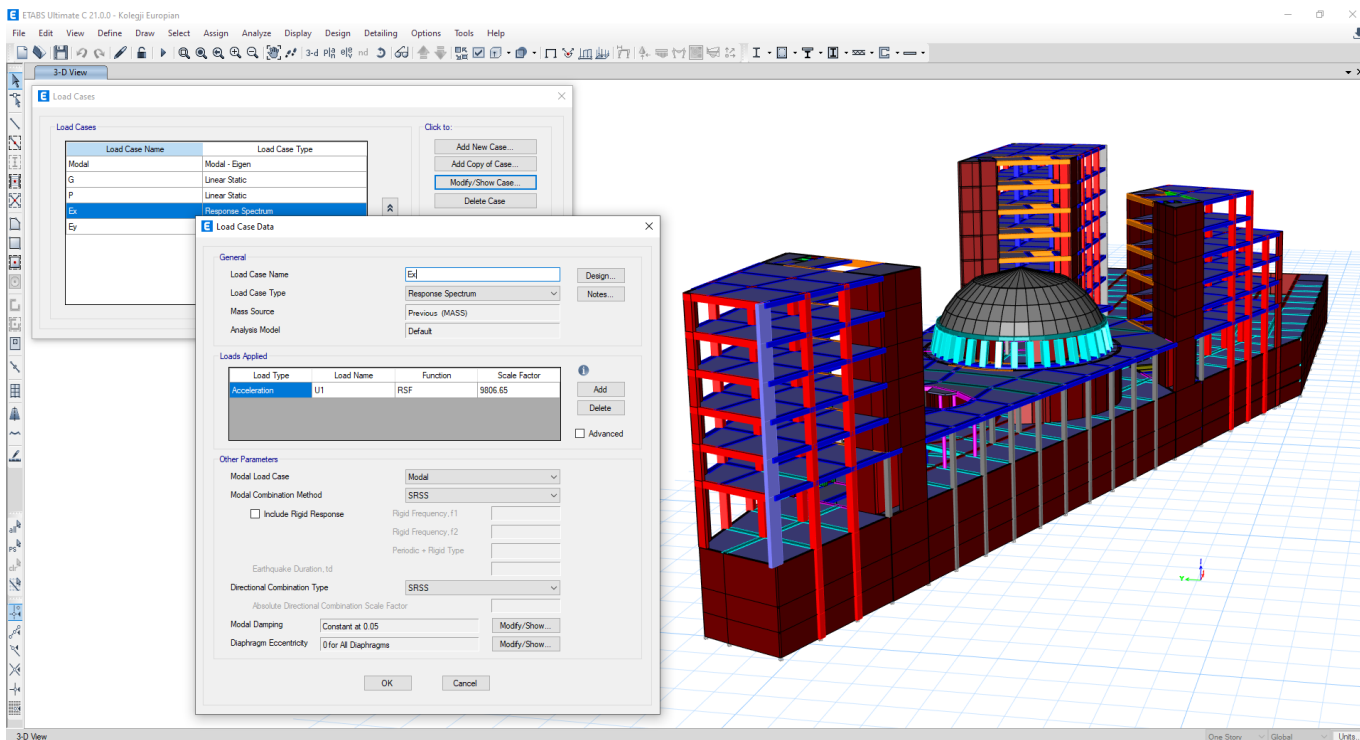 ETABS Ultimate C 21.0.0 - Kolegji Europian
File Edit View Define Draw Select Assign Analyze Display Design Detailing Options Tools Help
3-d
nd
3-D View
Load Cases
Load Cases
Click to:
Load Case Name Load Case Type
Modal Modal - Eigen
G Linear Static
P Linear Static
Ex Response Spectrum
Ey
Add New Case...
Add Copy of Case...
Modify/Show Case...
Delete Case
Load Case Data
General
Load Case Name Ex Design...
Load Case Type Response Spectrum Notes...
Mass Source Previous (MASS)
Analysis Model Default
Loads Applied
Load Type Load Name Function Scale Factor
Acceleration U1 RSF 9806.65
Add
Delete
Advanced
Other Parameters
Modal Load Case Modal
Modal Combination Method SRSS
Include Rigid Response Rigid Frequency, f1
Rigid Frequency, f2
Periodic + Rigid Type
Earthquake Duration, td
Directional Combination Type SRSS
Absolute Directional Combination Scale Factor
Modal Damping Constant at 0.05 Modify/Show...
Diaphragm Eccentricity 0 for All Diaphragms Modify/Show...
OK Cancel
all
PS
clr
Y
3-D View One Story Global Units...